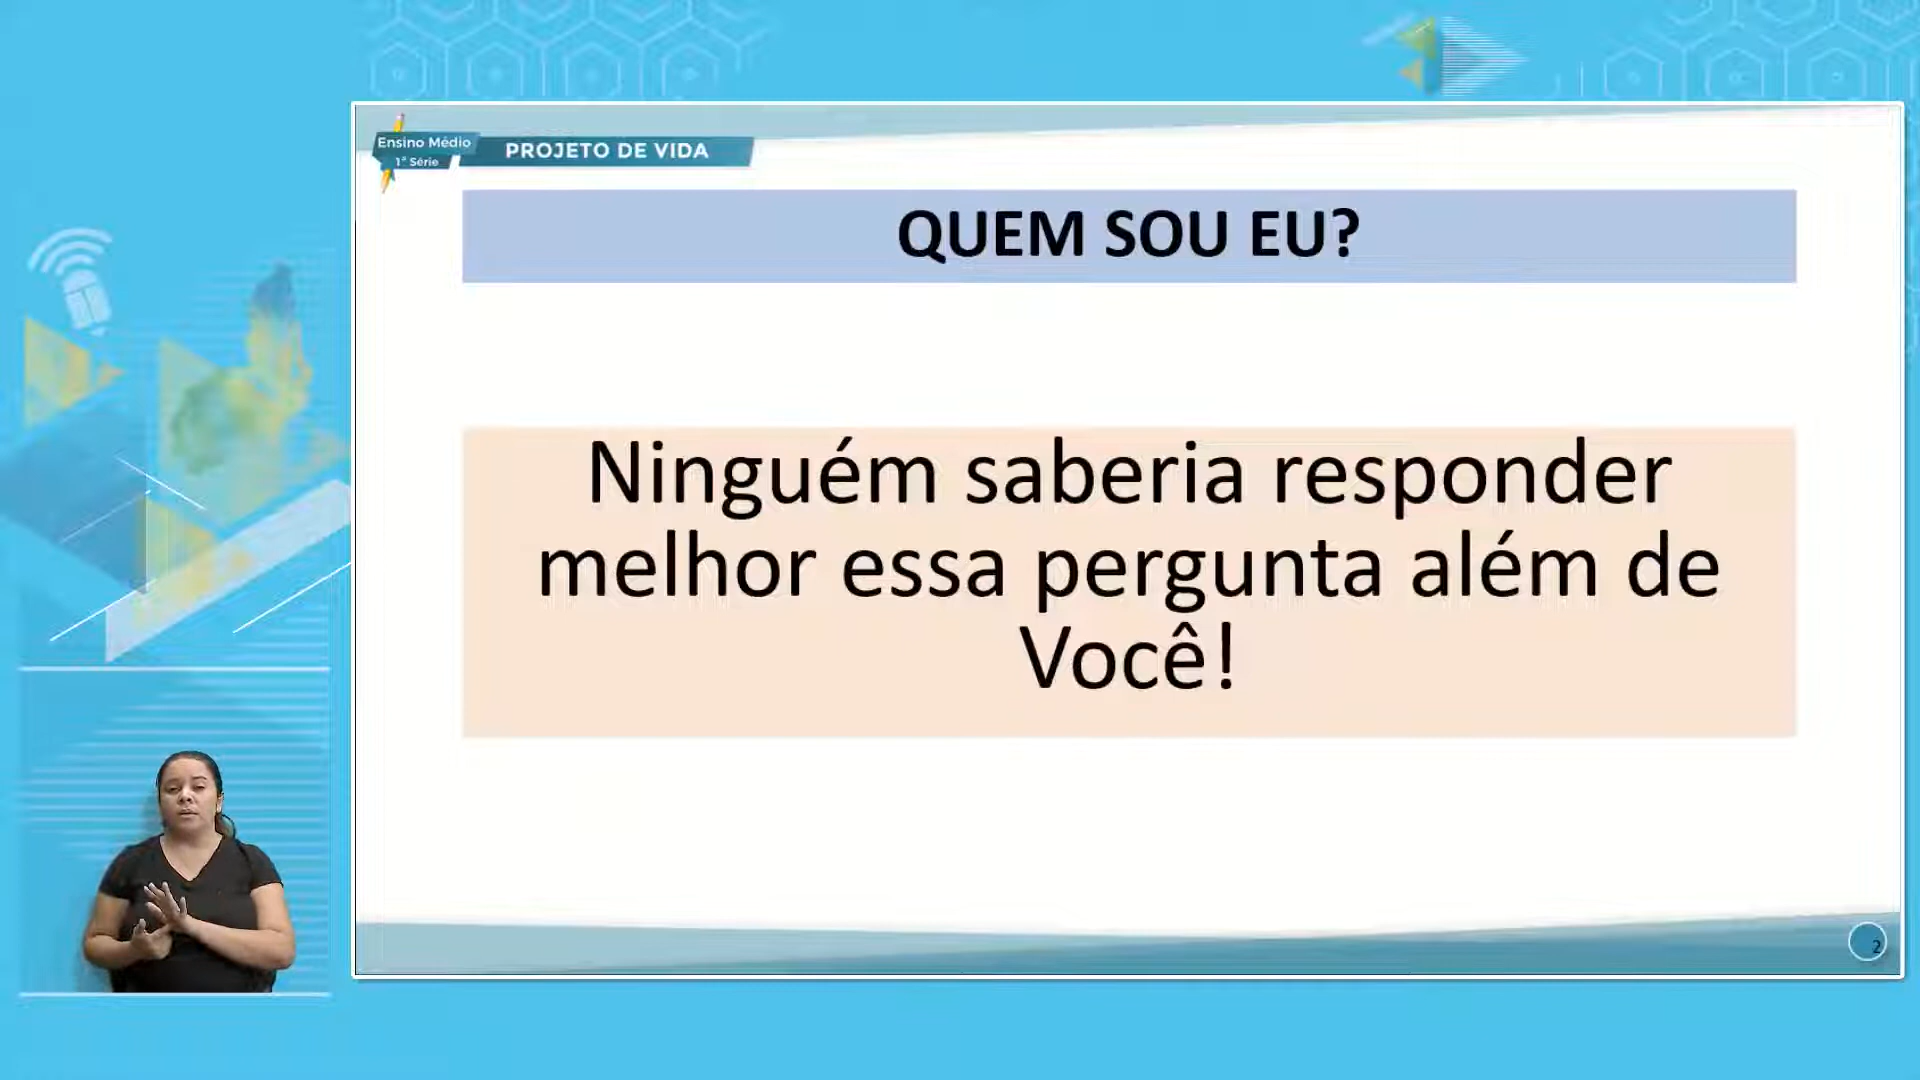 Ensino Médio
1ª Série
PROJETO DE VIDA
QUEM SOU EU?
Ninguém saberia responder
melhor essa pergunta além de
Você!
2